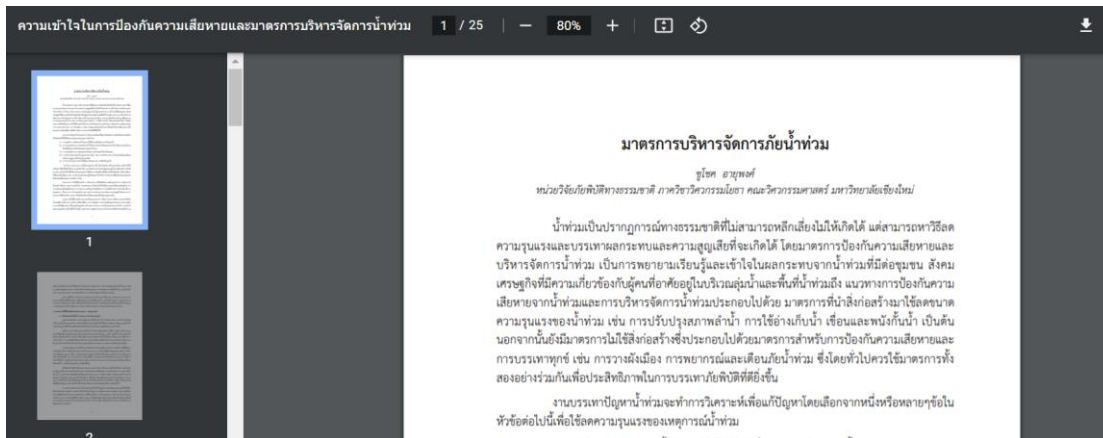 ความเข้าใจในการป้องกันความเสียหายและมาตรการบริหารจัดการน้ำท่วม 1 / 25 80%
มาตรการบริหารจัดการภัยน้ำท่วม
ชูโชค อายุพงศ์
หน่วยวิจัยภัยพิบัติทางธรรมชาติ ภาควิชาวิศวกรรมโยธา คณะวิศวกรรมศาสตร์ มหาวิทยาลัยเชียงใหม่
น้ำท่วมเป็นปรากฏการณ์ทางธรรมชาติที่ไม่สามารถหลีกเลี่ยงไม่ให้เกิดได้ แต่สามารถหาวิธีลด
ความรุนแรงและบรรเทาผลกระทบและความสูญเสียที่จะเกิดได้ โดยมาตรการป้องกันความเสียหายและ
บริหารจัดการน้ำท่วม เป็นการพยายามเรียนรู้และเข้าใจในผลกระทบจากน้ำท่วมที่มีต่อชุมชน สังคม
เศรษฐกิจที่มีความเกี่ยวข้องกับผู้คนที่อาศัยอยู่ในบริเวณลุ่มน้ำและพื้นที่น้ำท่วมถึง แนวทางการป้องกันความ
เสียหายจากน้ำท่วมและการบริหารจัดการน้ำท่วมประกอบไปด้วย มาตรการที่นำสิ่งก่อสร้างมาใช้ลดขนาด
ความรุนแรงของน้ำท่วม เช่น การปรับปรุงสภาพลำน้ำ การใช้อ่างเก็บน้ำ เขื่อนและพนังกั้นน้ำ เป็นต้น
นอกจากนั้นยังมีมาตรการไม่ใช้สิ่งก่อสร้างซึ่งประกอบไปด้วยมาตรการสำหรับการป้องกันความเสียหายและ
การบรรเทาทุกข์ เช่น การวางผังเมือง การพยากรณ์และเตือนภัยน้ำท่วม ซึ่งโดยทั่วไปควรใช้มาตรการทั้ง
สองอย่างร่วมกันเพื่อประสิทธิภาพในการบรรเทาภัยพิบัติที่ดียิ่งขึ้น
งานบรรเทาปัญหาน้ำท่วมจะทำการวิเคราะห์เพื่อแก้ปัญหาโดยเลือกจากหนึ่งหรือหลายๆข้อใน
หัวข้อต่อไปนี้เพื่อใช้ลดความรุนแรงของเหตุการณ์น้ำท่วม
1
2